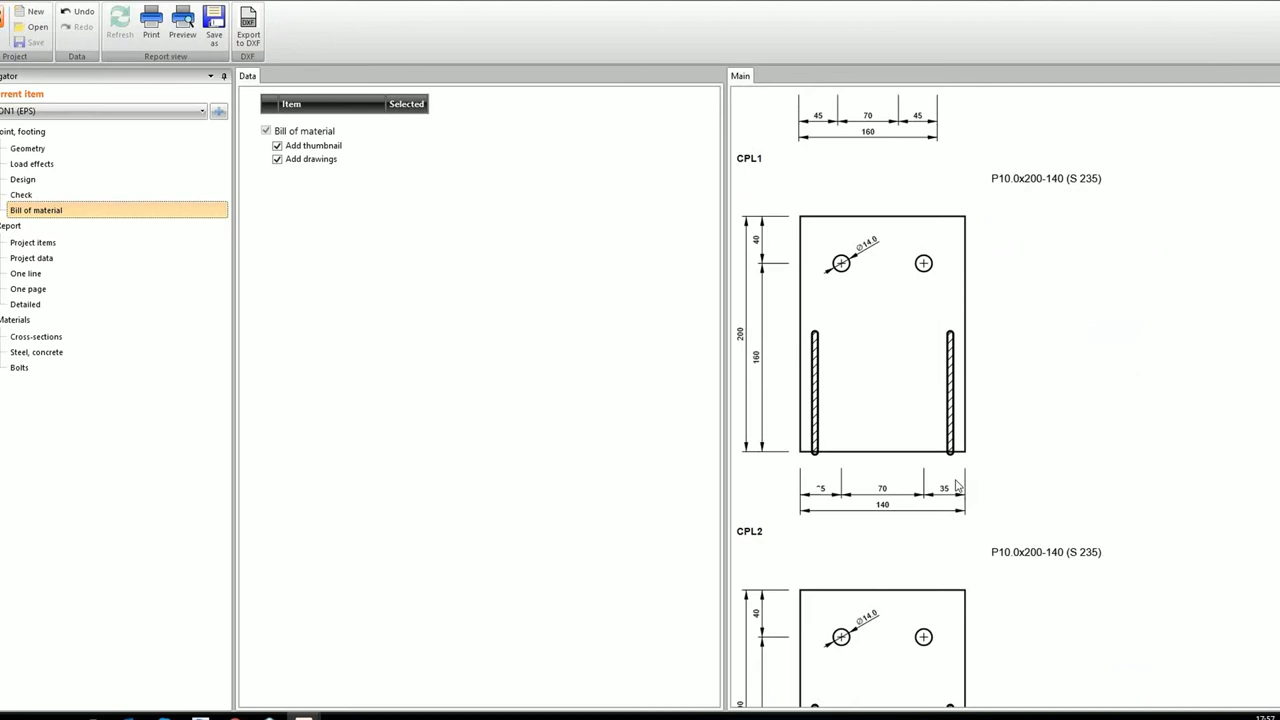 New
Open
Save
Project
Undo
Redo
Data
Refresh
Print
Preview
Save
as
Report view
Export
to DXF
DXF
DXF
gator
rrent item
ON1 (EPS)
oint, footing
Geometry
Load effects
Design
Check
Bill of material
eport
Project items
Project data
One line
One page
Detailed
Materials
Cross-sections
Steel, concrete
Bolts
Data
Item Selected
Bill of material
Add thumbnail
Add drawings
Main
45 70 45
160
CPL1
P10.0x200-140 (S 235)
40
Ø14.0
200
160
70 35
140
CPL2
P10.0x200-140 (S 235)
40
Ø14.0
17:57